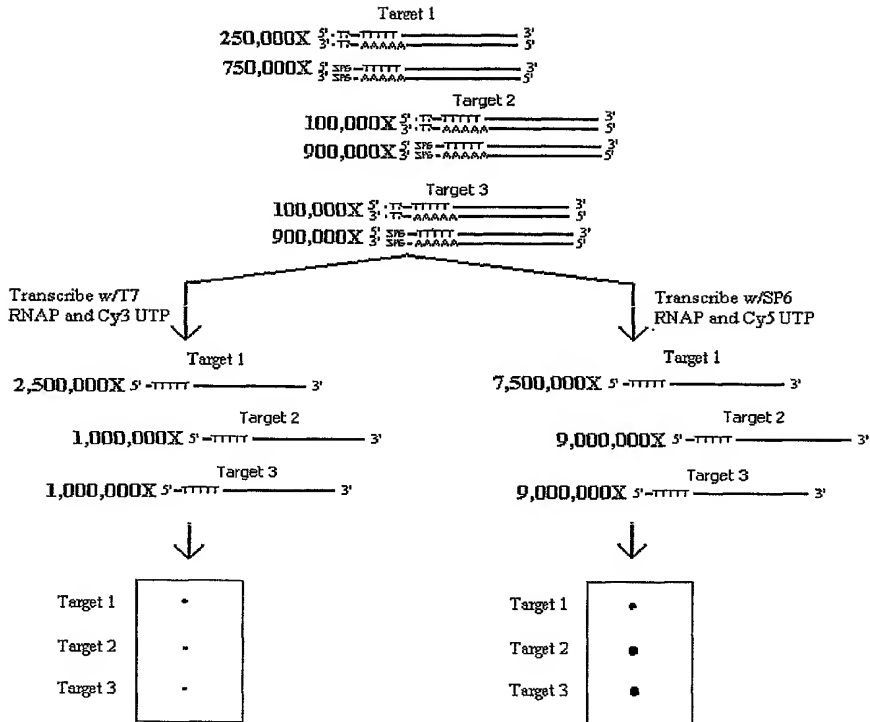 Target 1
250,000X 5' T7-TTTTT 3'
3' T7-AAAAA 5'
750,000X 5' SP6-TTTTT 3'
3' SP6-AAAAA 5'
Target 2
100,000X 5' T7-TTTTT 3'
3' T7-AAAAA 5'
900,000X 5' SP6-TTTTT 3'
3' SP6-AAAAA 5'
Target 3
100,000X 5' T7-TTTTT 3'
3' T7-AAAAA 5'
900,000X 5' SP6-TTTTT 3'
3' SP6-AAAAA 5'
Transcribe w/T7
RNAP and Cy3 UTP
Transcribe w/SP6
RNAP and Cy5 UTP
Target 1
2,500,000X 5'-TTTTT 3'
Target 2
1,000,000X 5'-TTTTT 3'
Target 3
1,000,000X 5'-TTTTT 3'
Target 1
7,500,000X 5'-TTTTT 3'
Target 2
9,000,000X 5'-TTTTT 3'
Target 3
9,000,000X 5'-TTTTT 3'
Target 1
Target 2
Target 3
Target 1
Target 2
Target 3